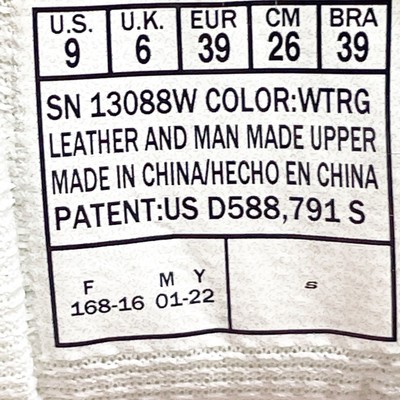 U.S. U.K. EUR CM BRA
9 6 39 26 39
SN 13088W COLOR:WTRG
LEATHER AND MAN MADE UPPER
MADE IN CHINA/HECHO EN CHINA
PATENT:US D588,791 S
F M Y
168-16 01-22
s